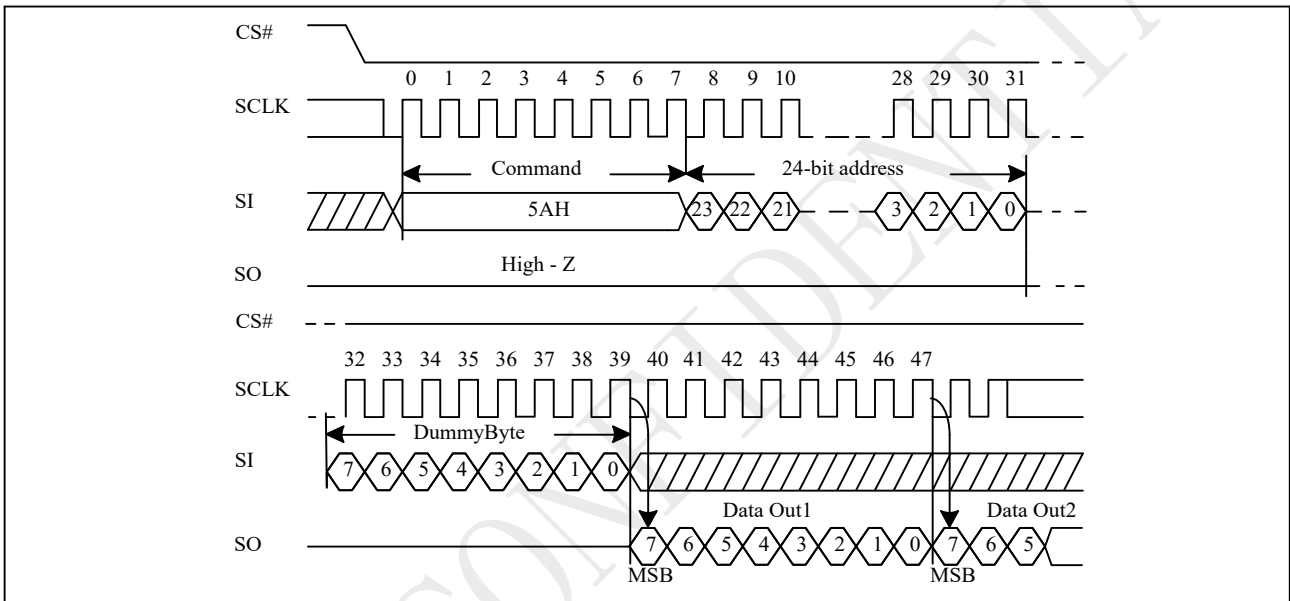 CS#
0 1 2 3 4 5 6 7 8 9 10 28 29 30 31
SCLK
Command 24-bit address
SI 5AH 23 22 21 3 2 1 0
SO High - Z
CS#
32 33 34 35 36 37 38 39 40 41 42 43 44 45 46 47
SCLK
DummyByte
SI 7 6 5 4 3 2 1 0
Data Out1 Data Out2
SO 7 6 5 4 3 2 1 0 7 6 5
MSB MSB